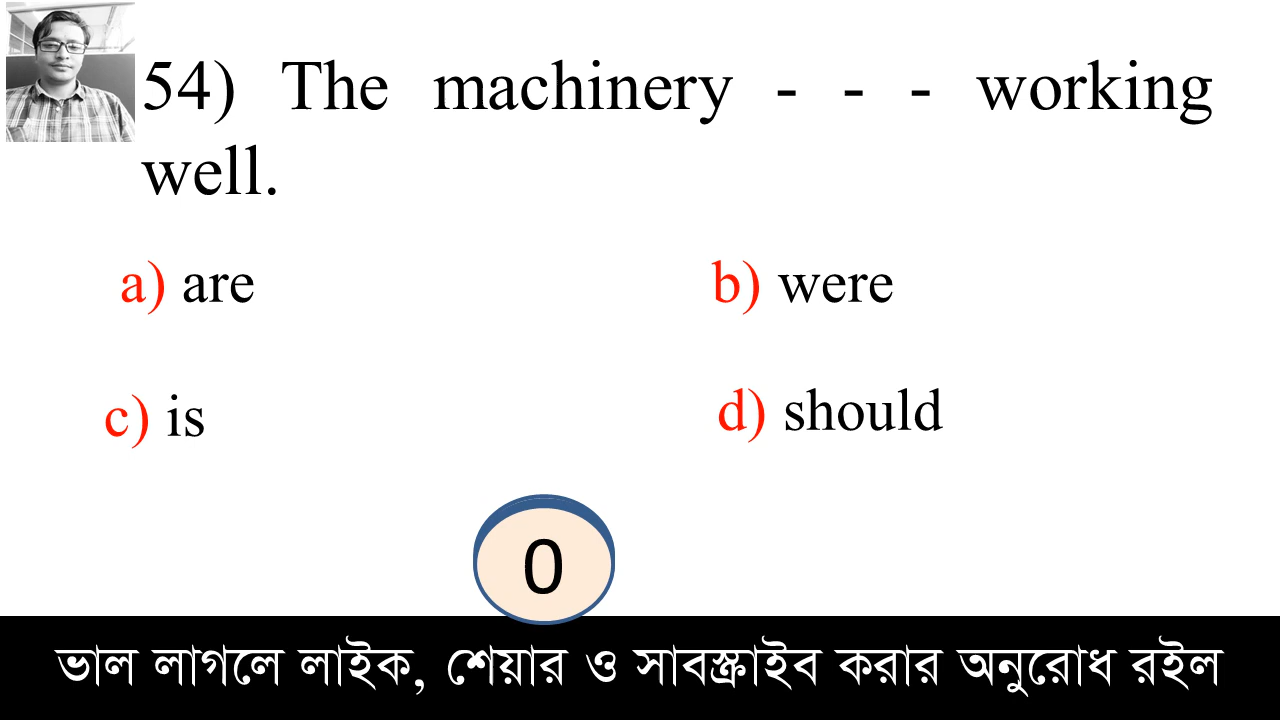 54) The machinery - - - working
well.
a) are
b) were
c) is
d) should
0
ভাল লাগলে লাইক, শেয়ার ও সাবস্ক্রাইব করার অনুরোধ রইল